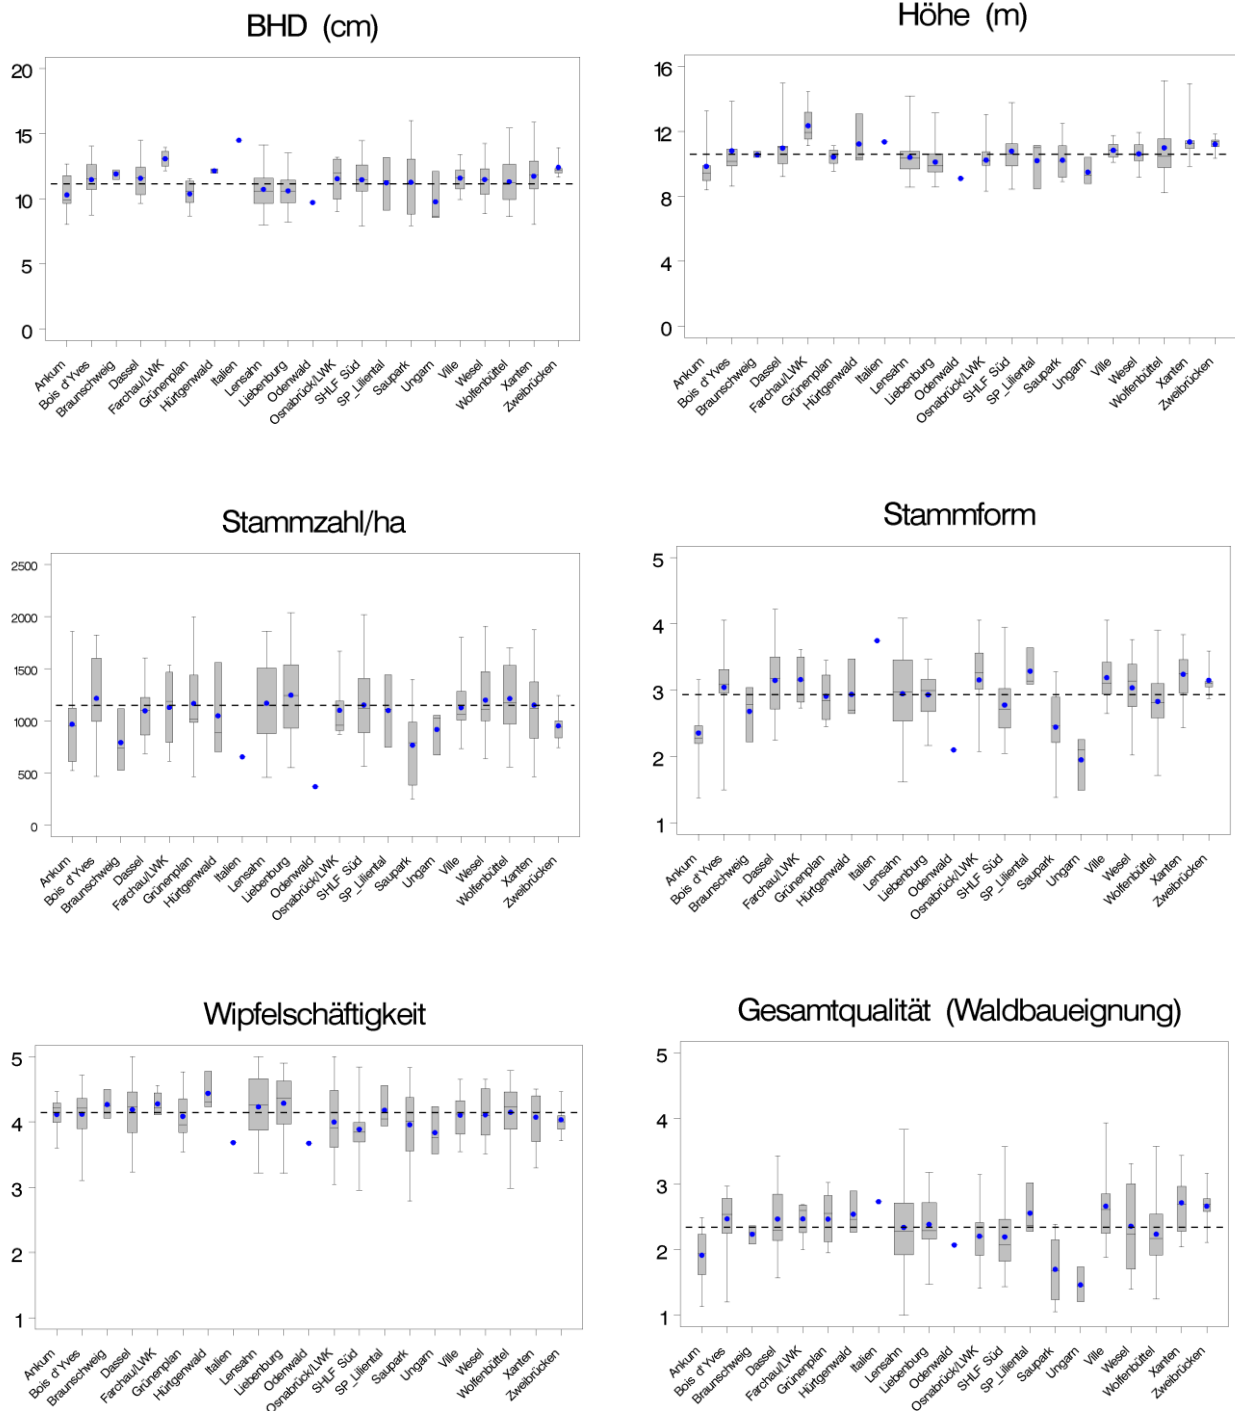 BHD (cm)
20
15
10
5
0
Ankum
Bois d'Yves
Braunschweig
Dassel
Farchau/LWK
Grünenplan
Hürtgenwald
Italien
Lensahn
Liebenburg
Odenwald
Osnabrück/LWK
SHLF Süd
SP_Liliental
Saupark
Ungarn
Ville
Wesel
Wolfenbüttel
Xanten
Zweibrücken
Höhe (m)
16
12
8
4
0
Ankum
Bois d'Yves
Braunschweig
Dassel
Farchau/LWK
Grünenplan
Hürtgenwald
Italien
Lensahn
Liebenburg
Odenwald
Osnabrück/LWK
SHLF Süd
SP_Liliental
Saupark
Ungarn
Ville
Wesel
Wolfenbüttel
Xanten
Zweibrücken
Stammzahl/ha
2500
2000
1500
1000
500
0
Ankum
Bois d'Yves
Braunschweig
Dassel
Farchau/LWK
Grünenplan
Hürtgenwald
Italien
Lensahn
Liebenburg
Odenwald
Osnabrück/LWK
SHLF Süd
SP_Liliental
Saupark
Ungarn
Ville
Wesel
Wolfenbüttel
Xanten
Zweibrücken
Stammform
5
4
3
2
1
Ankum
Bois d'Yves
Braunschweig
Dassel
Farchau/LWK
Grünenplan
Hürtgenwald
Italien
Lensahn
Liebenburg
Odenwald
Osnabrück/LWK
SHLF Süd
SP_Liliental
Saupark
Ungarn
Ville
Wesel
Wolfenbüttel
Xanten
Zweibrücken
Wipfelschäftigkeit
5
4
3
2
1
Ankum
Bois d'Yves
Braunschweig
Dassel
Farchau/LWK
Grünenplan
Hürtgenwald
Italien
Lensahn
Liebenburg
Odenwald
Osnabrück/LWK
SHLF Süd
SP_Liliental
Saupark
Ungarn
Ville
Wesel
Wolfenbüttel
Xanten
Zweibrücken
Gesamtqualität (Waldbaueignung)
5
4
3
2
1
Ankum
Bois d'Yves
Braunschweig
Dassel
Farchau/LWK
Grünenplan
Hürtgenwald
Italien
Lensahn
Liebenburg
Odenwald
Osnabrück/LWK
SHLF Süd
SP_Liliental
Saupark
Ungarn
Ville
Wesel
Wolfenbüttel
Xanten
Zweibrücken